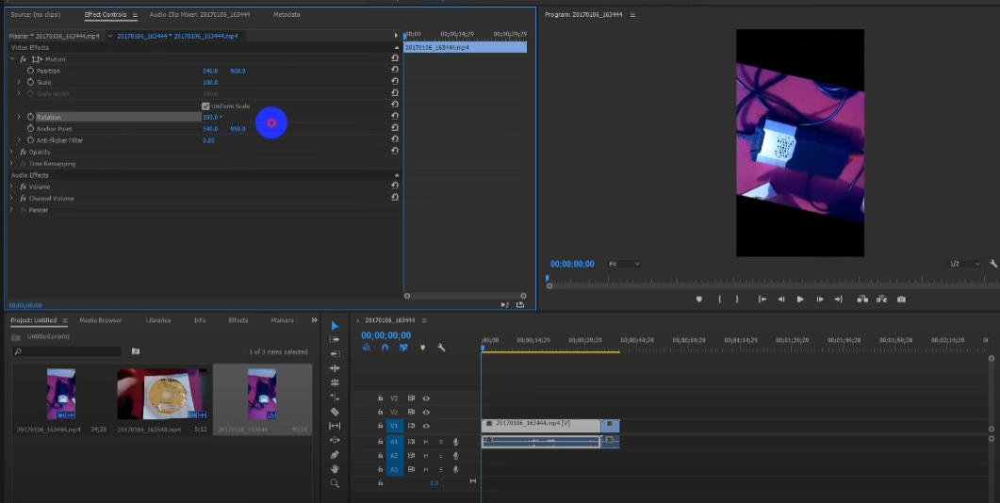 Source: (no clips) Effect Controls Audio Clip Mixer: 20170106_163444 Metadata
Program: 20170106_163444
Master * 20170106_163444.mp4 20170106_163444 * 20170106_163444.mp4
00;00 00;00;14;29 00;00;29;29
Video Effects
20170106_163444.mp4
fx Motion
Position 540.0 960.0
Scale 100.0
Scale Width 100.0
Uniform Scale
Rotation 103.0 °
Anchor Point 540.0 960.0
Anti-flicker Filter 0.00
fx Opacity
Time Remapping
Audio Effects
fx Volume
fx Channel Volume
fx Panner
00;00;00;00 Fit 1/2
00;00;00;00
Project: Untitled Media Browser Libraries Info Effects Markers
20170106_163444
Untitled.prproj
00;00;00;00
1 of 3 items selected
;00;00 00;00;14;29 00;00;29;29 00;00;44;28 00;00;59;28 00;01;14;29 00;01;29;29 00;01;44;28 00;01;59;28 00;02;14;29
V3
V2
V1 20170106_163444.mp4 [V]
A1 M S
A2 M S
A3 M S
0.0
20170106_163444.mp4 34;28 20170106_163548.mp4 5;12 20170106_163444 40;10